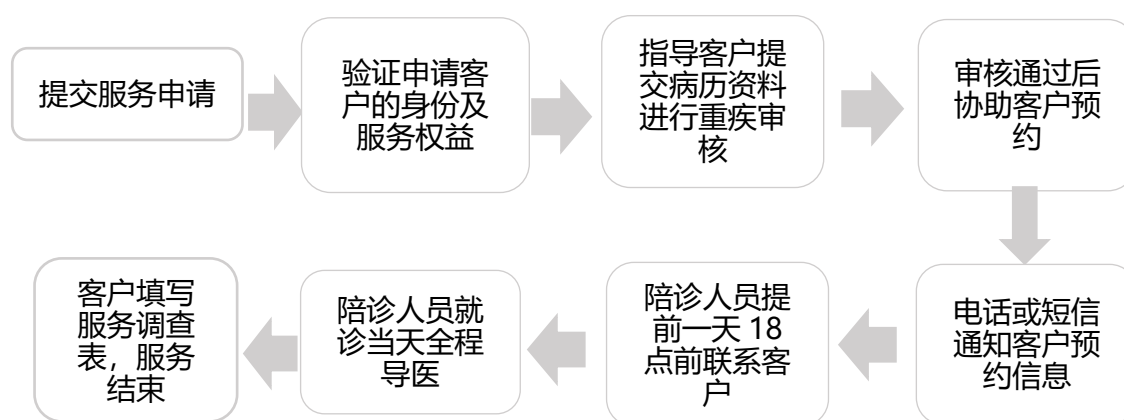 提交服务申请
验证申请客
户的身份及
服务权益
指导客户提
交病历资料
进行重疾审
核
审核通过后
协助客户预
约
电话或短信
通知客户预
约信息
陪诊人员提
前一天 18
点前联系客
户
陪诊人员就
诊当天全程
导医
客户填写
服务调查
表，服务
结束